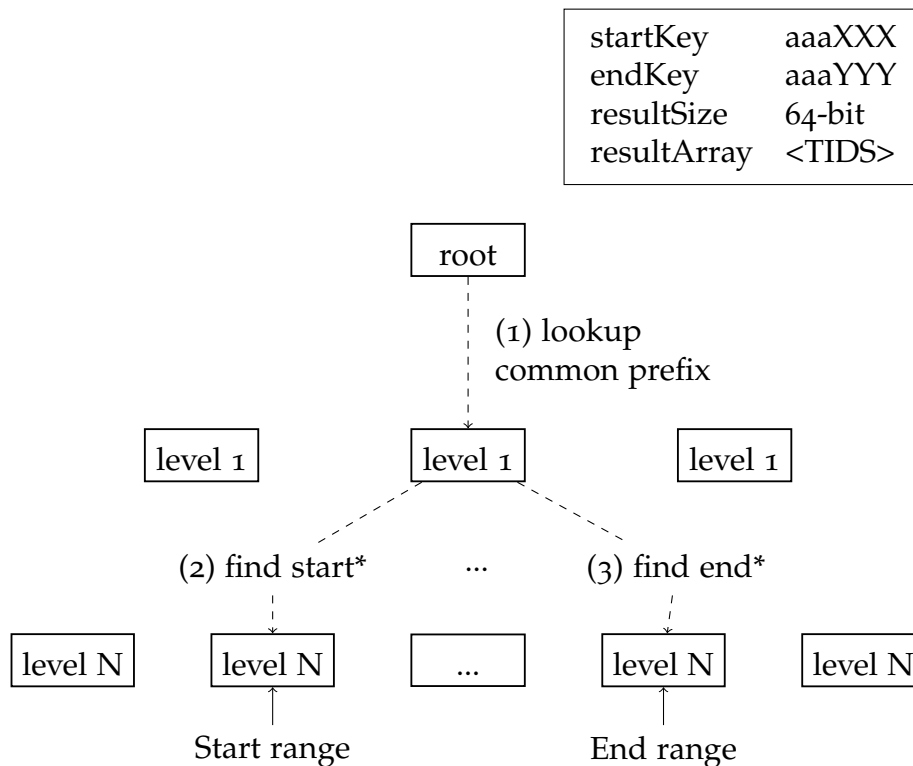 startKey aaaXXX
endKey aaaYYY
resultSize 64-bit
resultArray <TIDS>
root
(1) lookup
common prefix
level 1 level 1 level 1
(2) find start* ... (3) find end*
level N level N ... level N level N
Start range End range